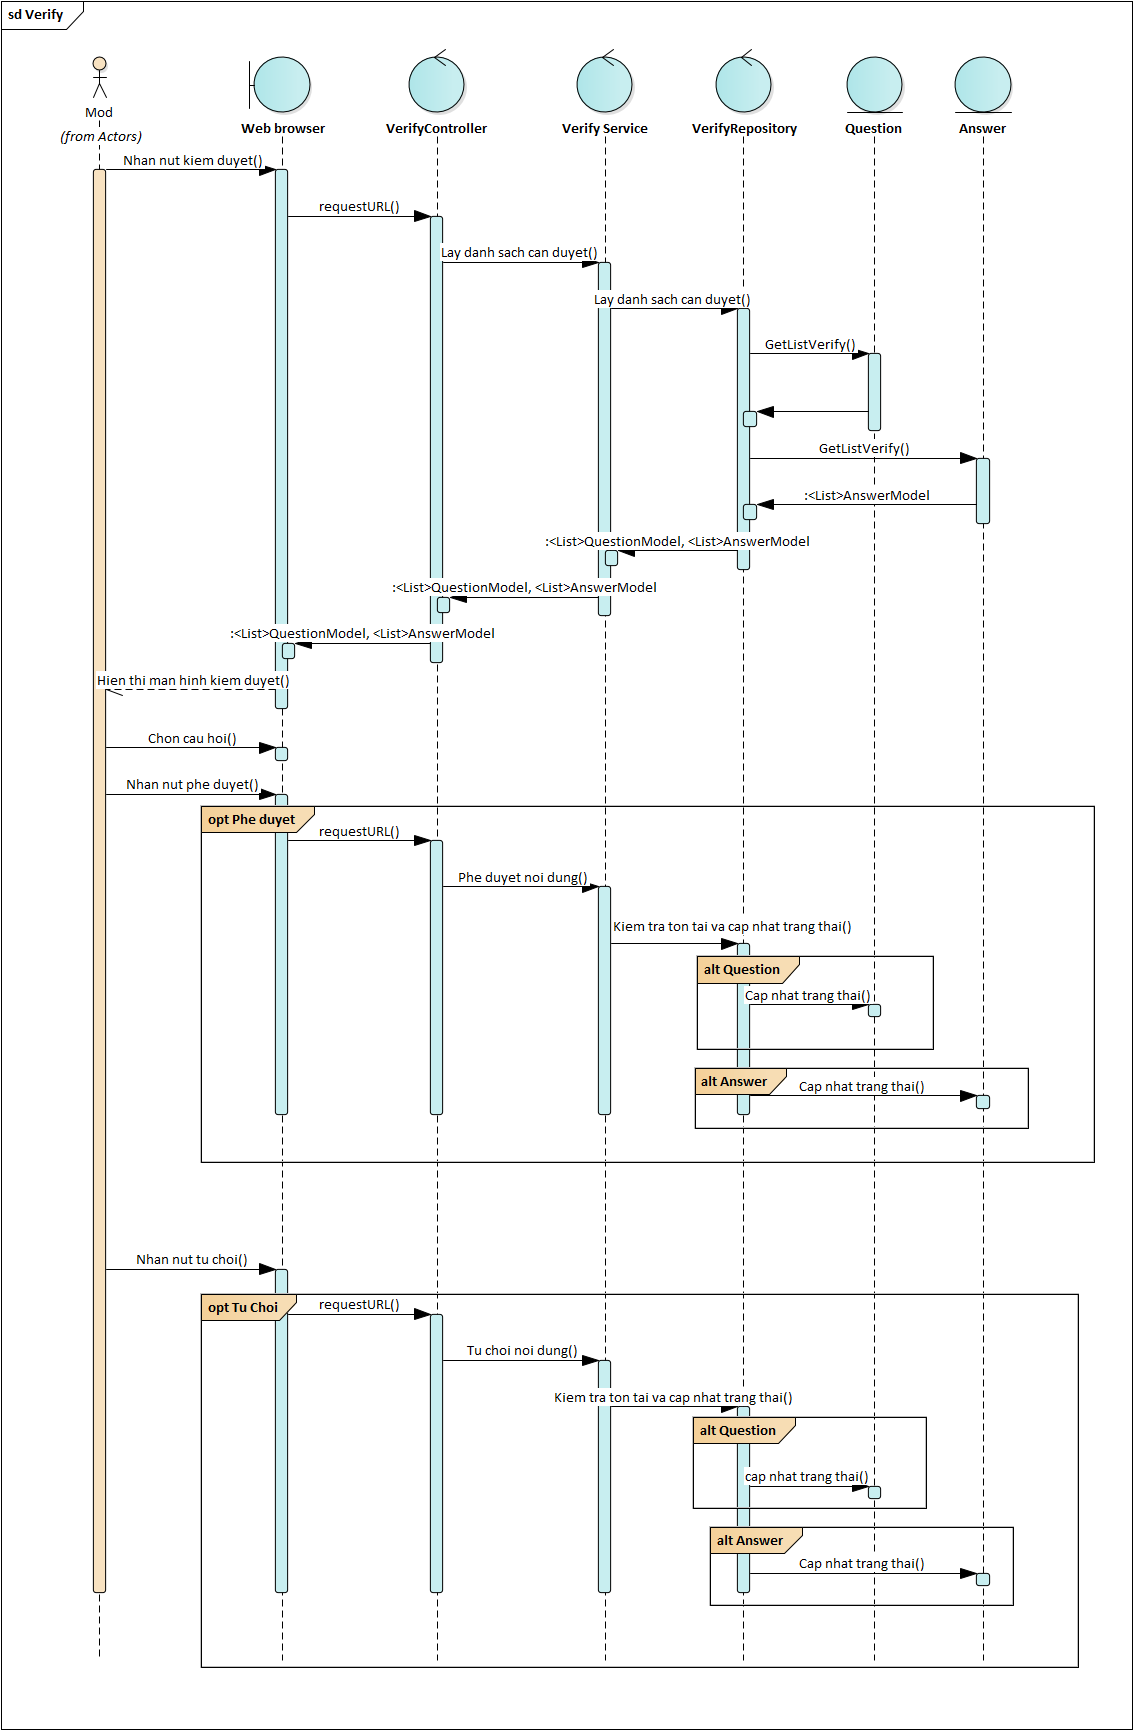 sd Verify
Mod
(from Actors)
Web browser
VerifyController
Verify Service
VerifyRepository
Question
Answer
Nhan nut kiem duyet()
requestURL()
Lay danh sach can duyet()
Lay danh sach can duyet()
GetListVerify()
GetListVerify()
:<List>AnswerModel
:<List>QuestionModel, <List>AnswerModel
:<List>QuestionModel, <List>AnswerModel
:<List>QuestionModel, <List>AnswerModel
Hien thi man hinh kiem duyet()
Chon cau hoi()
Nhan nut phe duyet()
opt Phe duyet
requestURL()
Phe duyet noi dung()
Kiem tra ton tai va cap nhat trang thai()
alt Question
Cap nhat trang thai()
alt Answer
Cap nhat trang thai()
Nhan nut tu choi()
opt Tu Choi
requestURL()
Tu choi noi dung()
Kiem tra ton tai va cap nhat trang thai()
alt Question
cap nhat trang thai()
alt Answer
Cap nhat trang thai()